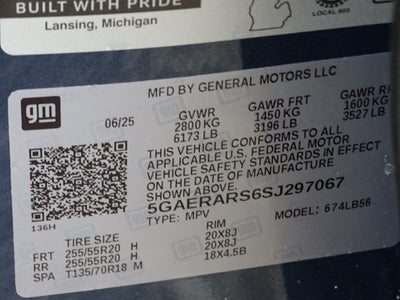 BUILT WITH PRIDE
Lansing, Michigan
LOCAL 602
gm
06/25
MFD BY GENERAL MOTORS LLC
GVWR GAWR FRT GAWR RR
2800 KG 1450 KG 1600 KG
6173 LB 3196 LB 3527 LB
THIS VEHICLE CONFORMS TO ALL
APPLICABLE U.S. FEDERAL MOTOR
VEHICLE SAFETY STANDARDS IN EFFECT
ON THE DATE OF MANUFACTURE
SHOWN ABOVE.
5GAERARS6SJ297067
TYPE: MPV MODEL: 674LB56
136H
TIRE SIZE RIM
FRT 255/55R20 H 20X8J
RR 255/55R20 H 20X8J
SPA T135/70R18 M 18X4.5B